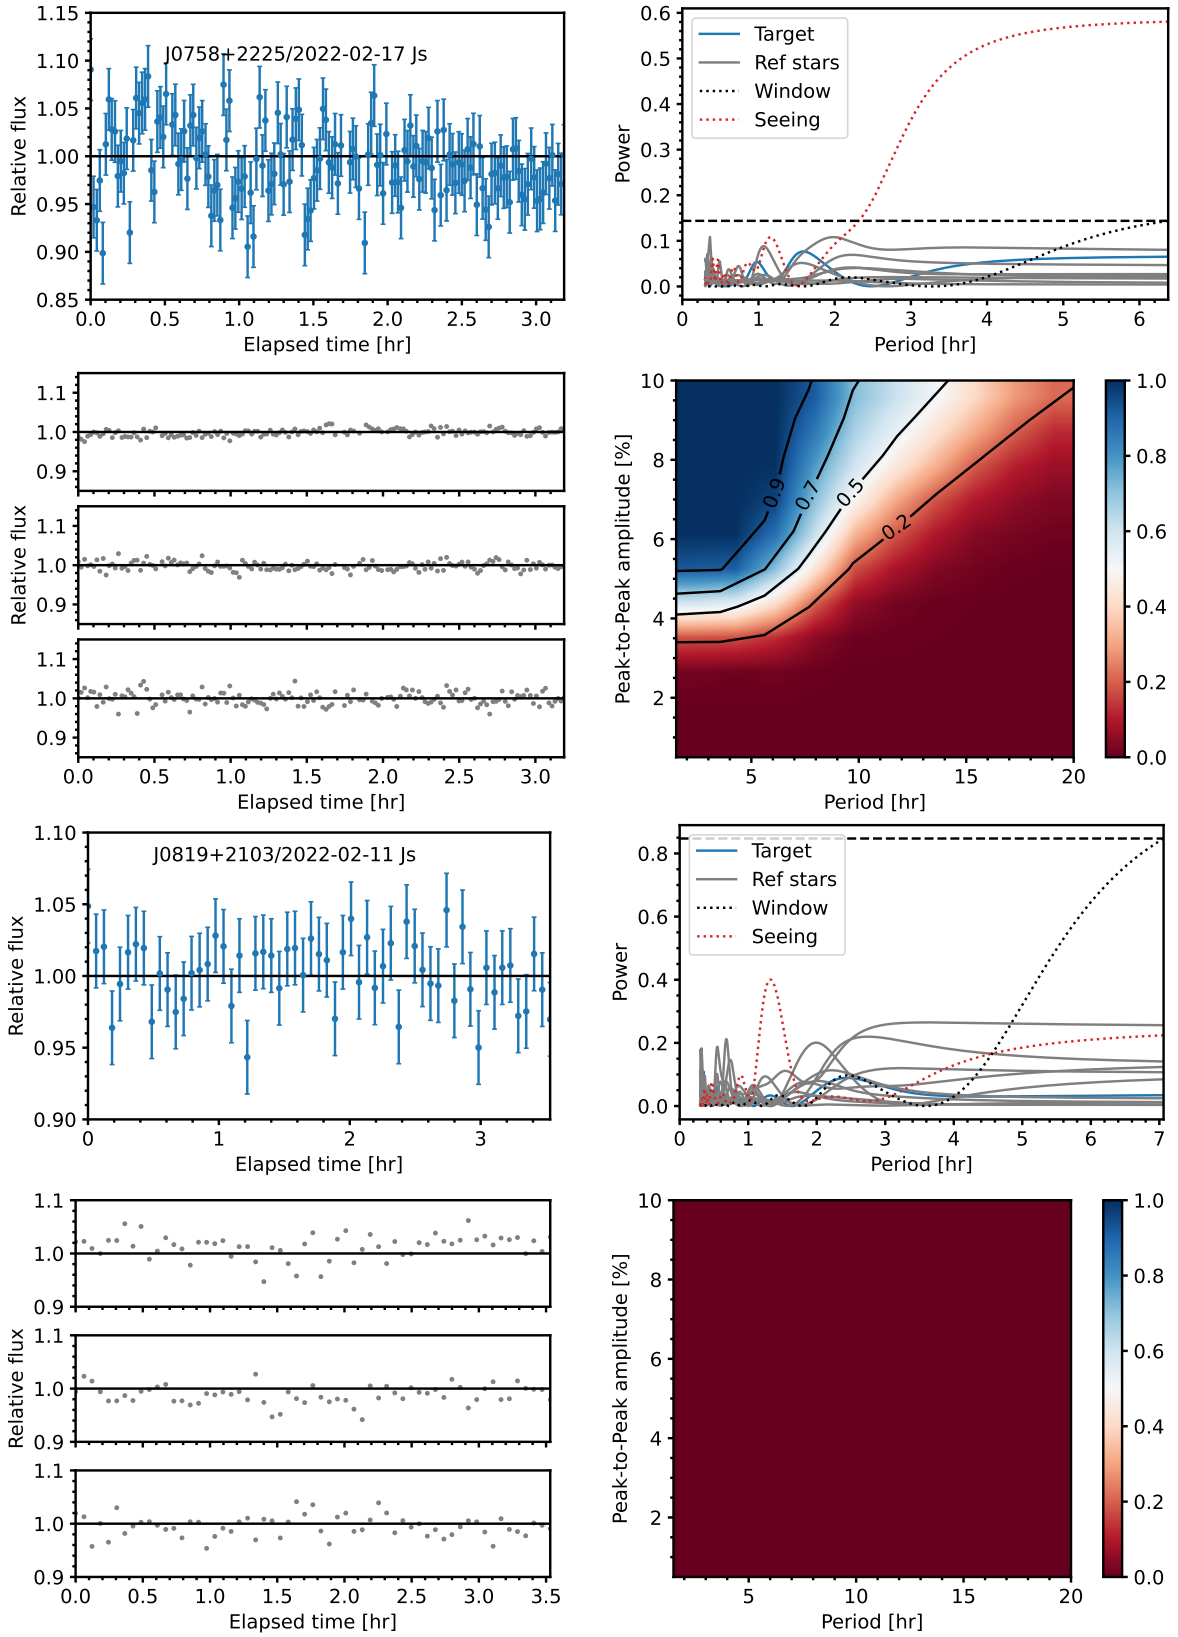 1.15
1.10
1.05
1.00
0.95
0.90
0.85
Relative flux
J0758+2225/2022-02-17 Js
0.0 0.5 1.0 1.5 2.0 2.5 3.0
Elapsed time [hr]
0.6
0.5
0.4
0.3
0.2
0.1
0.0
Power
Target
Ref stars
Window
Seeing
0 1 2 3 4 5 6
Period [hr]
1.1
1.0
0.9
1.1
1.0
0.9
1.1
1.0
0.9
Relative flux
0.0 0.5 1.0 1.5 2.0 2.5 3.0
Elapsed time [hr]
10
8
6
4
2
Peak-to-Peak amplitude [%]
0.9
0.7
0.5
0.2
5 10 15 20
Period [hr]
1.0
0.8
0.6
0.4
0.2
0.0
1.10
1.05
1.00
0.95
0.90
Relative flux
J0819+2103/2022-02-11 Js
0 1 2 3
Elapsed time [hr]
0.8
0.6
0.4
0.2
0.0
Power
Target
Ref stars
Window
Seeing
0 1 2 3 4 5 6 7
Period [hr]
1.1
1.0
0.9
1.1
1.0
0.9
1.1
1.0
0.9
Relative flux
0.0 0.5 1.0 1.5 2.0 2.5 3.0 3.5
Elapsed time [hr]
10
8
6
4
2
Peak-to-Peak amplitude [%]
5 10 15 20
Period [hr]
1.0
0.8
0.6
0.4
0.2
0.0